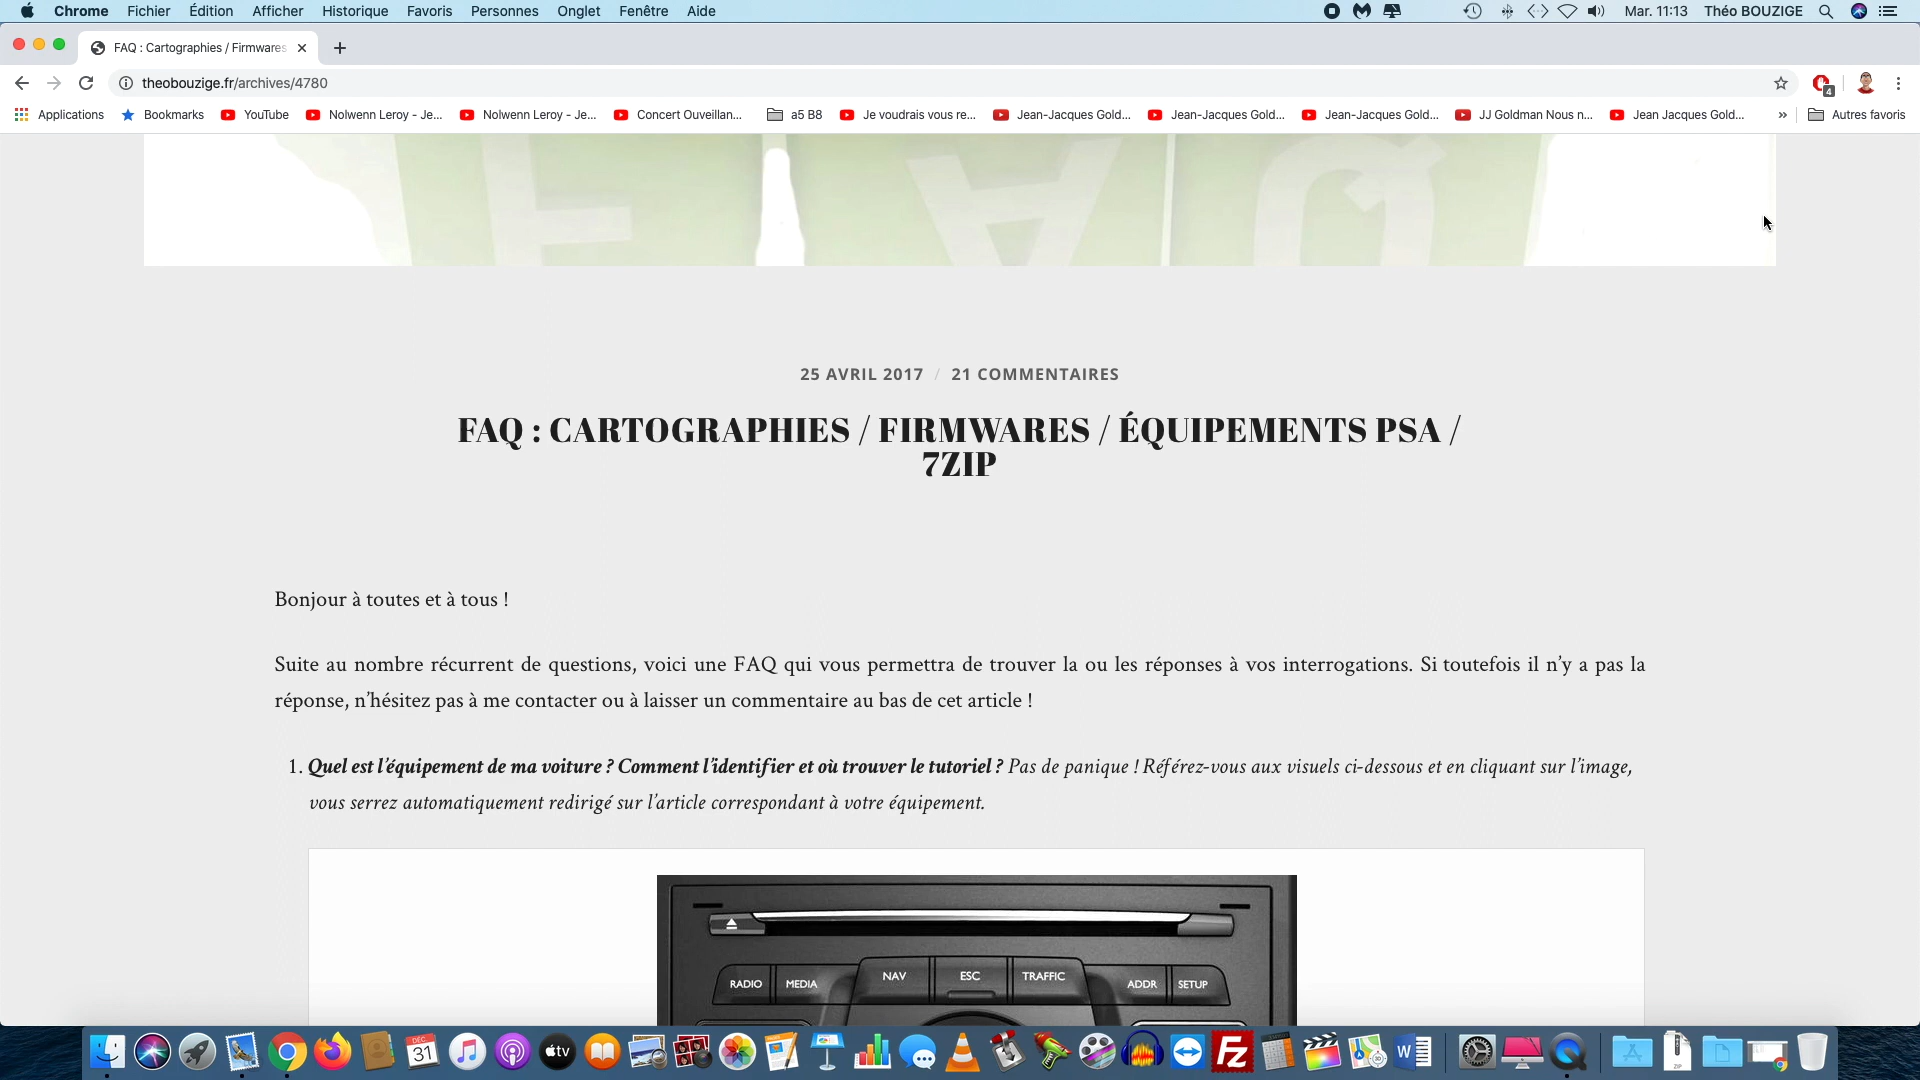 Chrome Fichier Édition Afficher Historique Favoris Personnes Onglet Fenêtre Aide Mar. 11:13 Théo BOUZIGE
FAQ : Cartographies / Firmwares
theobouzige.fr/archives/4780
4
Applications Bookmarks YouTube Nolwenn Leroy - Je... Nolwenn Leroy - Je... Concert Ouveillan... a5 B8 Je voudrais vous re... Jean-Jacques Gold... Jean-Jacques Gold... Jean-Jacques Gold... JJ Goldman Nous n... Jean Jacques Gold... » Autres favoris
FAQ
25 AVRIL 2017 / 21 COMMENTAIRES
FAQ : CARTOGRAPHIES / FIRMWARES / ÉQUIPEMENTS PSA /
7ZIP
Bonjour à toutes et à tous !
Suite au nombre récurrent de questions, voici une FAQ qui vous permettra de trouver la ou les réponses à vos interrogations. Si toutefois il n’y a pas la
réponse, n’hésitez pas à me contacter ou à laisser un commentaire au bas de cet article !
1. Quel est l’équipement de ma voiture ? Comment l’identifier et où trouver le tutoriel ? Pas de panique ! Référez-vous aux visuels ci-dessous et en cliquant sur l’image,
vous serrez automatiquement redirigé sur l’article correspondant à votre équipement.
RADIO MEDIA NAV ESC TRAFFIC ADDR SETUP
DÉC.
31
tv
Fz
W
ZIP